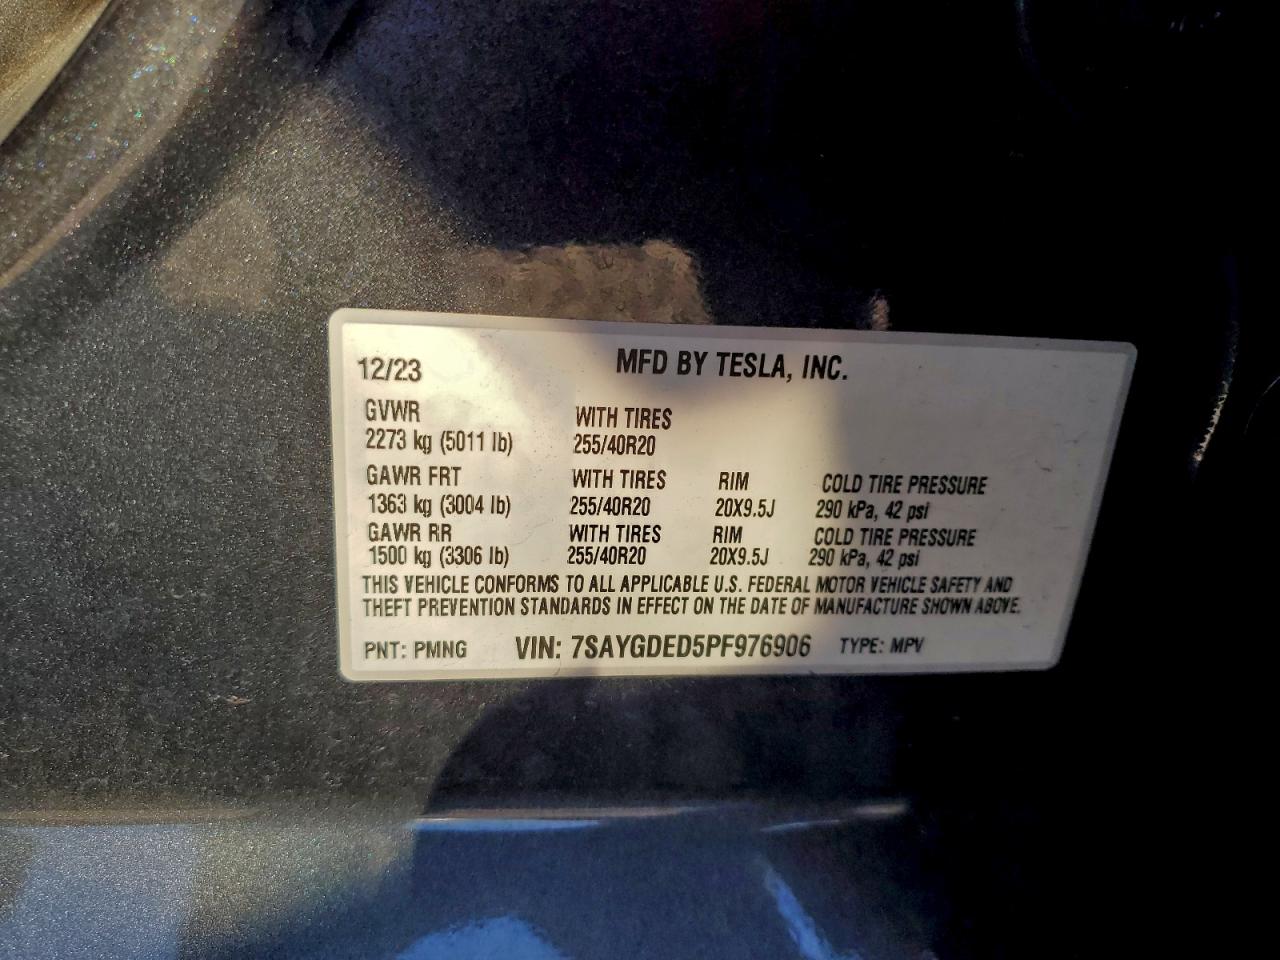 12/23 MFD BY TESLA, INC.
GVWR WITH TIRES
2273 kg (5011 lb) 255/40R20
GAWR FRT WITH TIRES RIM COLD TIRE PRESSURE
1363 kg (3004 lb) 255/40R20 20X9.5J 290 kPa, 42 psi
GAWR RR WITH TIRES RIM COLD TIRE PRESSURE
1500 kg (3306 lb) 255/40R20 20X9.5J 290 kPa, 42 psi
THIS VEHICLE CONFORMS TO ALL APPLICABLE U.S. FEDERAL MOTOR VEHICLE SAFETY AND
THEFT PREVENTION STANDARDS IN EFFECT ON THE DATE OF MANUFACTURE SHOWN ABOVE.
PNT: PMNG VIN: 7SAYGDED5PF976906 TYPE: MPV